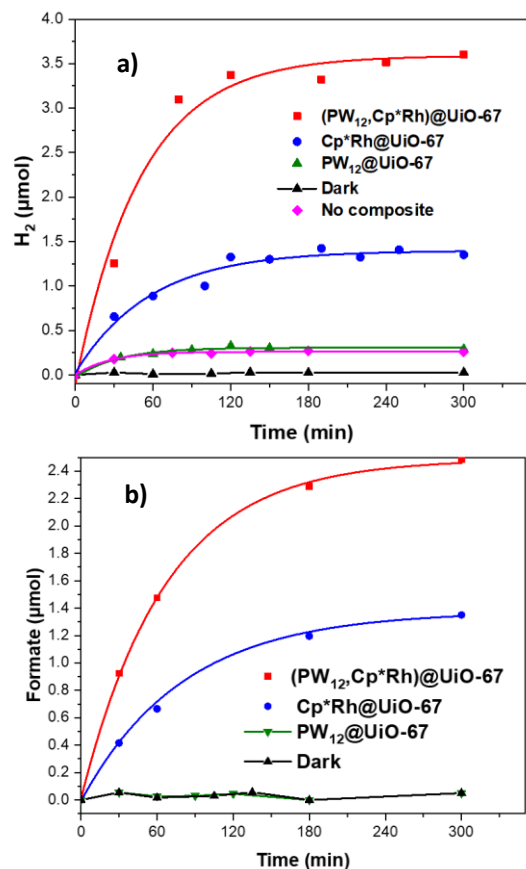 a)
H₂ (μmol)
4.0
3.5
3.0
2.5
2.0
1.5
1.0
0.5
0.0
(PW₁₂,Cp*Rh)@UiO-67
Cp*Rh@UiO-67
PW₁₂@UiO-67
Dark
No composite
0 60 120 180 240 300
Time (min)
b)
Formate (μmol)
2.4
2.2
2.0
1.8
1.6
1.4
1.2
1.0
0.8
0.6
0.4
0.2
0.0
(PW₁₂,Cp*Rh)@UiO-67
Cp*Rh@UiO-67
PW₁₂@UiO-67
Dark
0 60 120 180 240 300
Time (min)